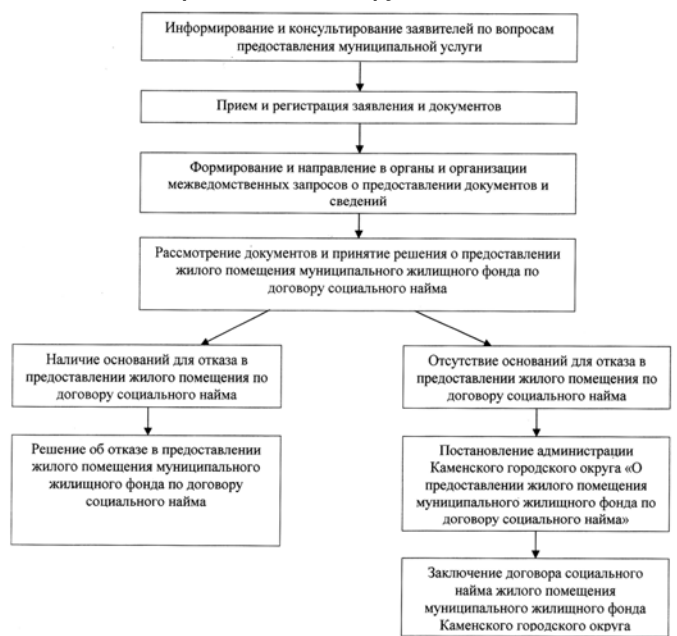 Информирование и консультирование заявителей по вопросам
предоставления муниципальной услуги
Прием и регистрация заявления и документов
Формирование и направление в органы и организации
межведомственных запросов о предоставлении документов и
сведений
Рассмотрение документов и принятие решения о предоставлении
жилого помещения муниципального жилищного фонда по
договору социального найма
Наличие оснований для отказа в
предоставлении жилого помещения по
договору социального найма
Отсутствие оснований для отказа в
предоставлении жилого помещения по
договору социального найма
Решение об отказе в предоставлении
жилого помещения муниципального
жилищного фонда по договору
социального найма
Постановление администрации
Каменского городского округа «О
предоставлении жилого помещения
муниципального жилищного фонда по
договору социального найма»
Заключение договора социального
найма жилого помещения
муниципального жилищного фонда
Каменского городского округа